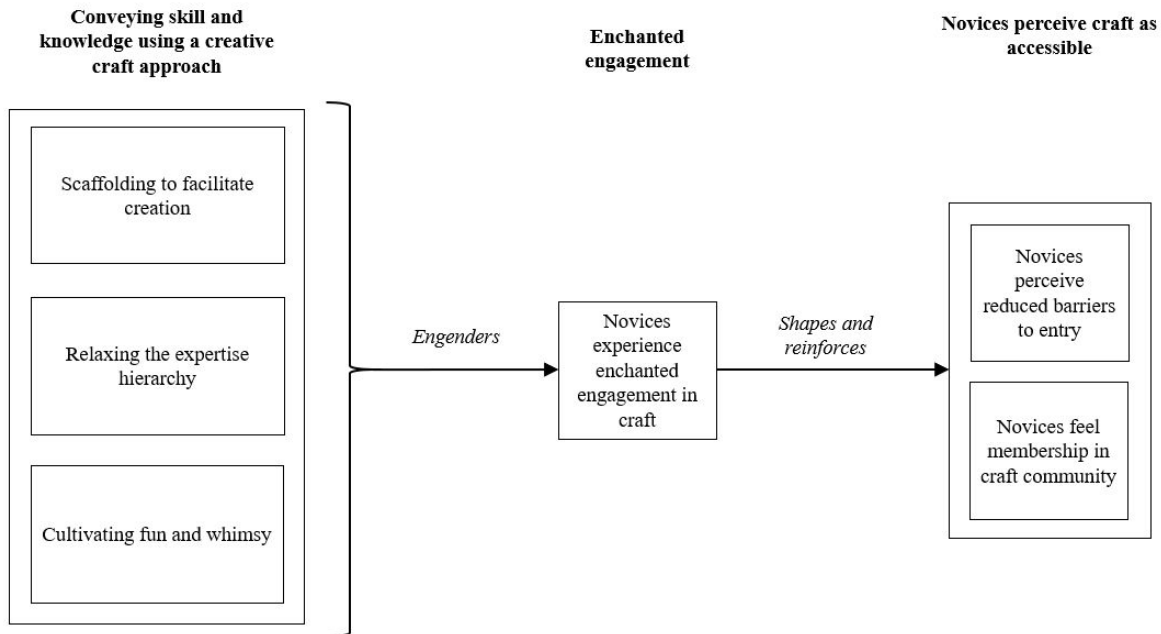 Conveying skill and
knowledge using a creative
craft approach
Scaffolding to facilitate
creation
Relaxing the expertise
hierarchy
Cultivating fun and whimsy
Engenders
Enchanted
engagement
Novices
experience
enchanted
engagement in
craft
Shapes and
reinforces
Novices perceive craft as
accessible
Novices
perceive
reduced barriers
to entry
Novices feel
membership in
craft community